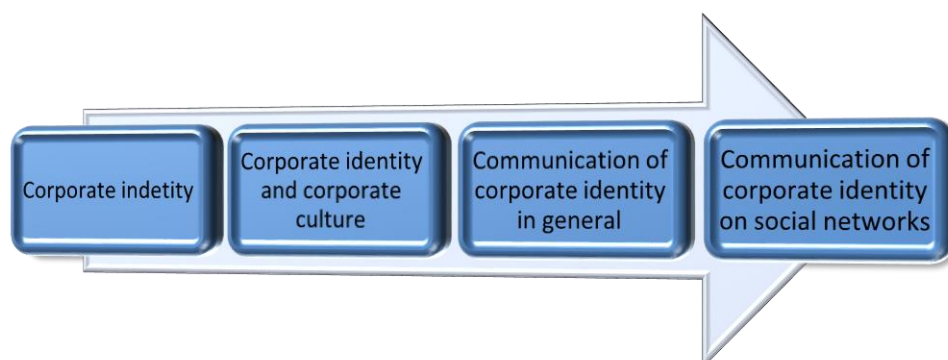 Corporate indetity
Corporate identity
and corporate
culture
Communication of
corporate identity
in general
Communication of
corporate identity
on social networks